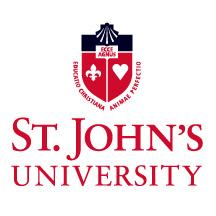 ECCE
AGNUS
EDUCATIO CHRISTIANA ANIMAE PERFECTIO
ST. JOHN'S
UNIVERSITY